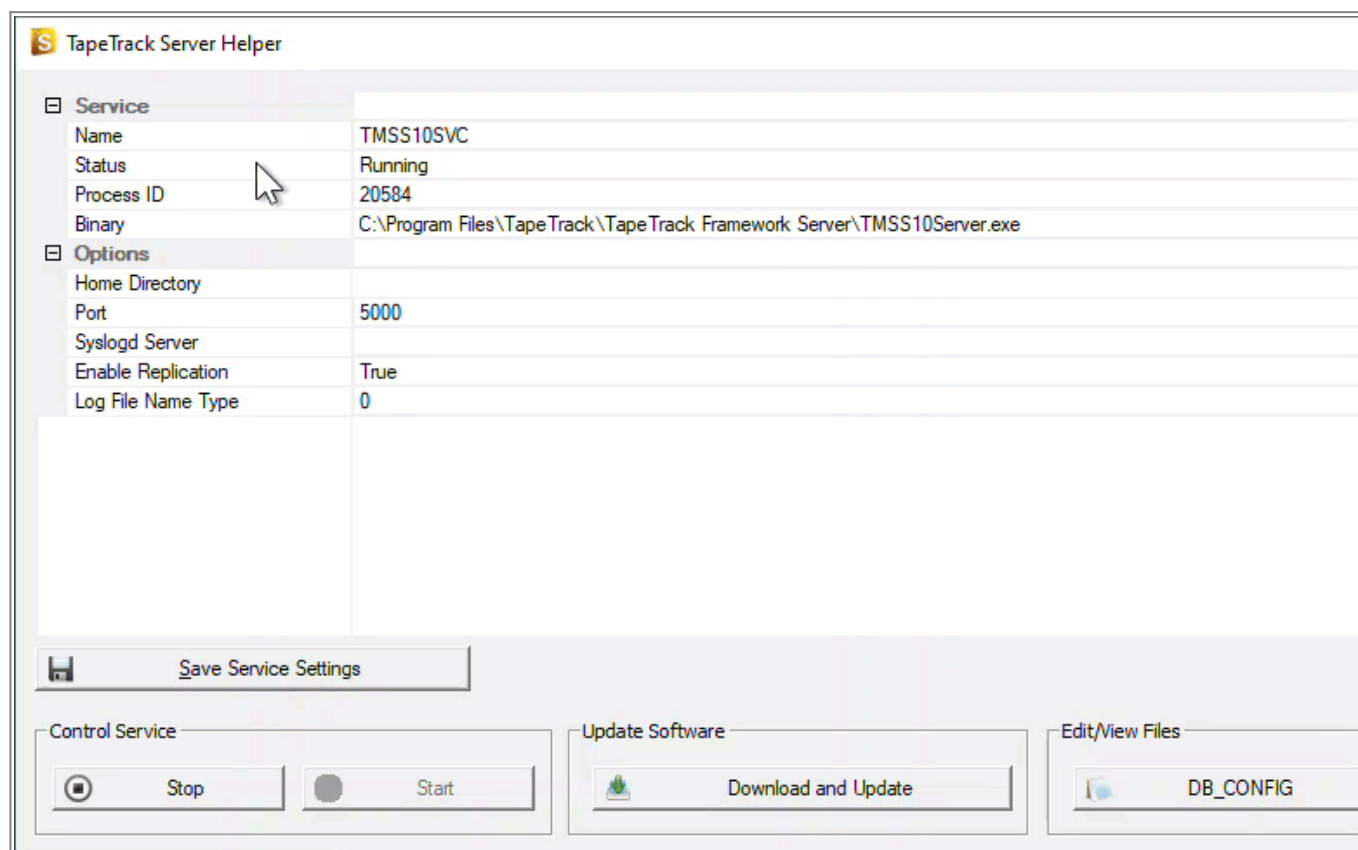 S TapeTrack Server Helper
Service
Name TMSS10SVC
Status Running
Process ID 20584
Binary C:\Program Files\TapeTrack\TapeTrack Framework Server\TMSS10Server.exe
Options
Home Directory
Port 5000
Syslogd Server
Enable Replication True
Log File Name Type 0
Save Service Settings
Control Service Update Software Edit/View Files
Stop Start Download and Update DB_CONFIG